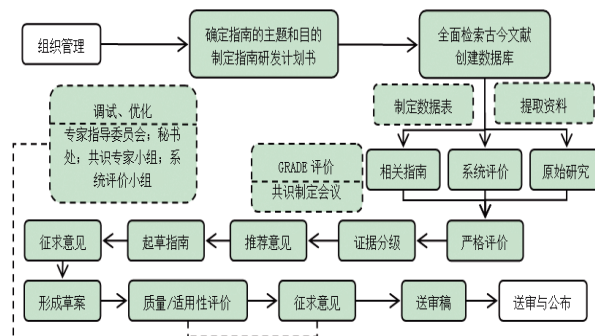 组织管理
确定指南的主题和目的
制定指南研发计划书
全面检索古今文献
创建数据库
调试、优化
专家指导委员会；秘书
处；共识专家小组；系
统评价小组
制定数据表
提取资料
GRADE 评价
共识制定会议
相关指南
系统评价
原始研究
征求意见
起草指南
推荐意见
证据分级
严格评价
形成草案
质量/适用性评价
征求意见
送审稿
送审与公布